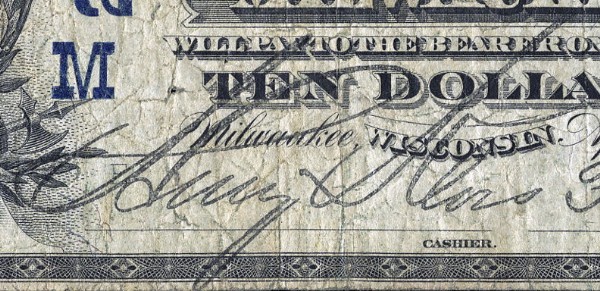 M
WILL PAY TO THE BEARER ON
TEN DOLLA
Milwaukee, WISCONSIN.
CASHIER.